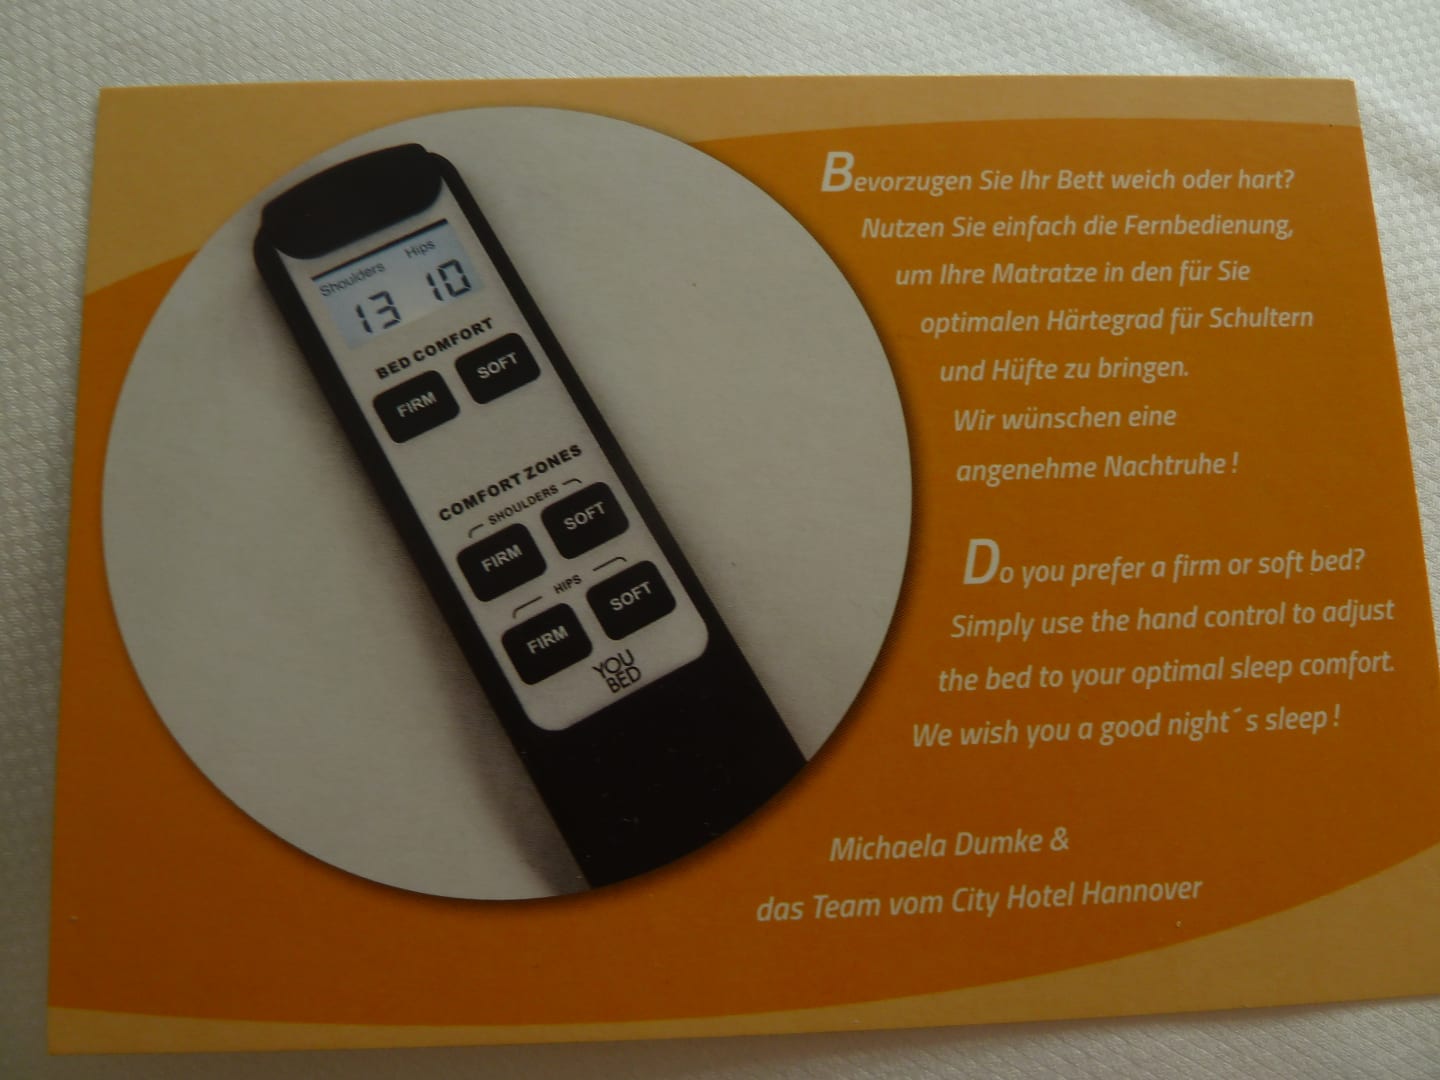 Shoulders Hips
13 10
BED COMFORT
FIRM SOFT
COMFORT ZONES
SHOULDERS
FIRM SOFT
HIPS
FIRM SOFT
YOU
BED
Bevorzugen Sie Ihr Bett weich oder hart?
Nutzen Sie einfach die Fernbedienung,
um Ihre Matratze in den für Sie
optimalen Härtegrad für Schultern
und Hüfte zu bringen.
Wir wünschen eine
angenehme Nachtruhe !
Do you prefer a firm or soft bed?
Simply use the hand control to adjust
the bed to your optimal sleep comfort.
We wish you a good night´s sleep !
Michaela Dumke &
das Team vom City Hotel Hannover